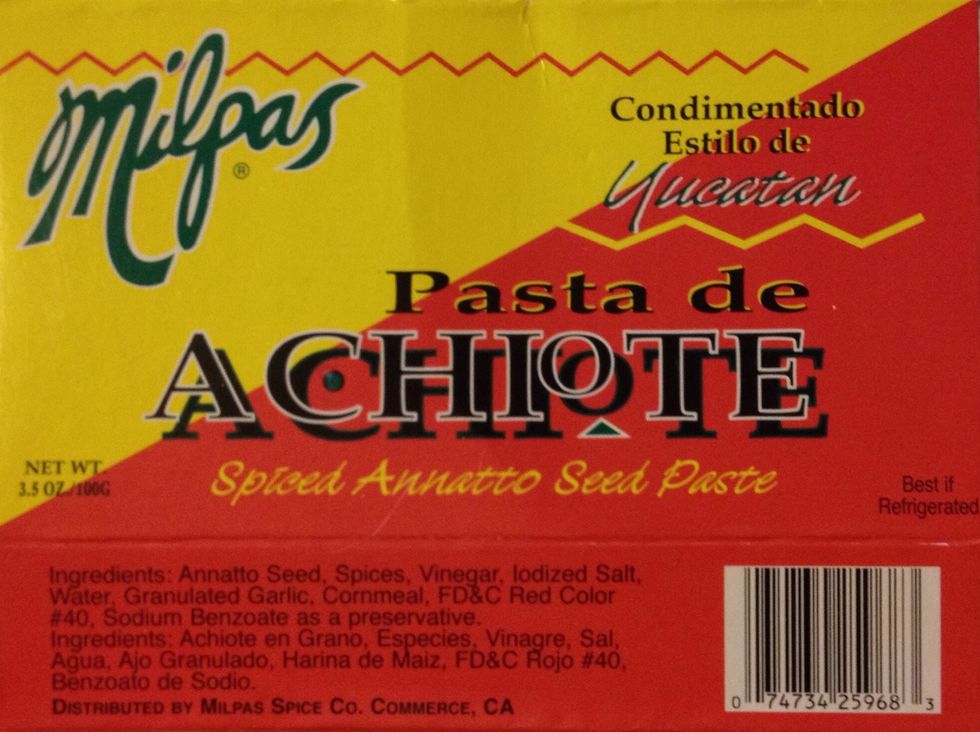 Milpas
®
Condimentado
Estilo de
Yucatan
Pasta de
ACHIOTE
Spiced Annatto Seed Paste
NET WT.
3.5 OZ./100G
Best if
Refrigerated
Ingredients: Annatto Seed, Spices, Vinegar, Iodized Salt,
Water, Granulated Garlic, Cornmeal, FD&C Red Color
#40, Sodium Benzoate as a preservative.
Ingredients: Achiote en Grano, Especies, Vinagre, Sal,
Agua, Ajo Granulado, Harina de Maiz, FD&C Rojo #40,
Benzoato de Sodio.
DISTRIBUTED BY MILPAS SPICE CO. COMMERCE, CA
0 74734 25968 3